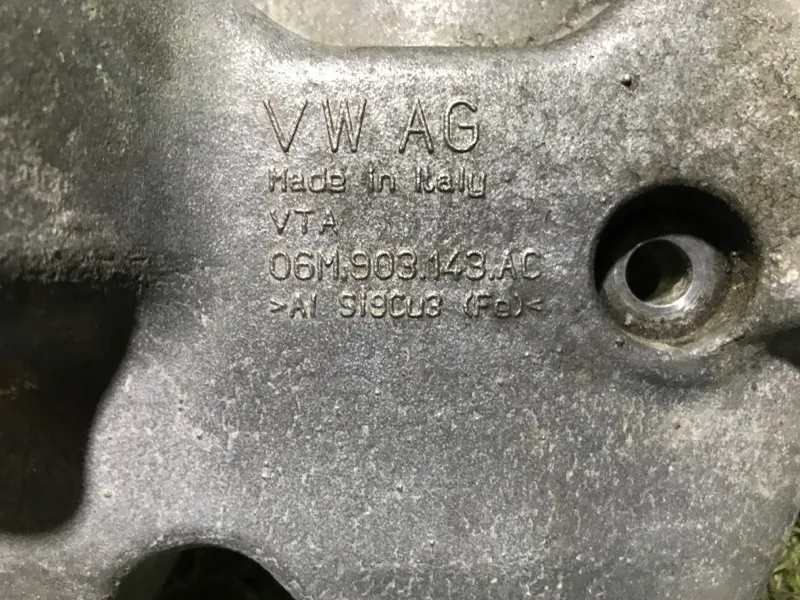 VW AG
Made in Italy
VTA
06M.903.143.AC
>Al Si9Cu3 (Fe)<